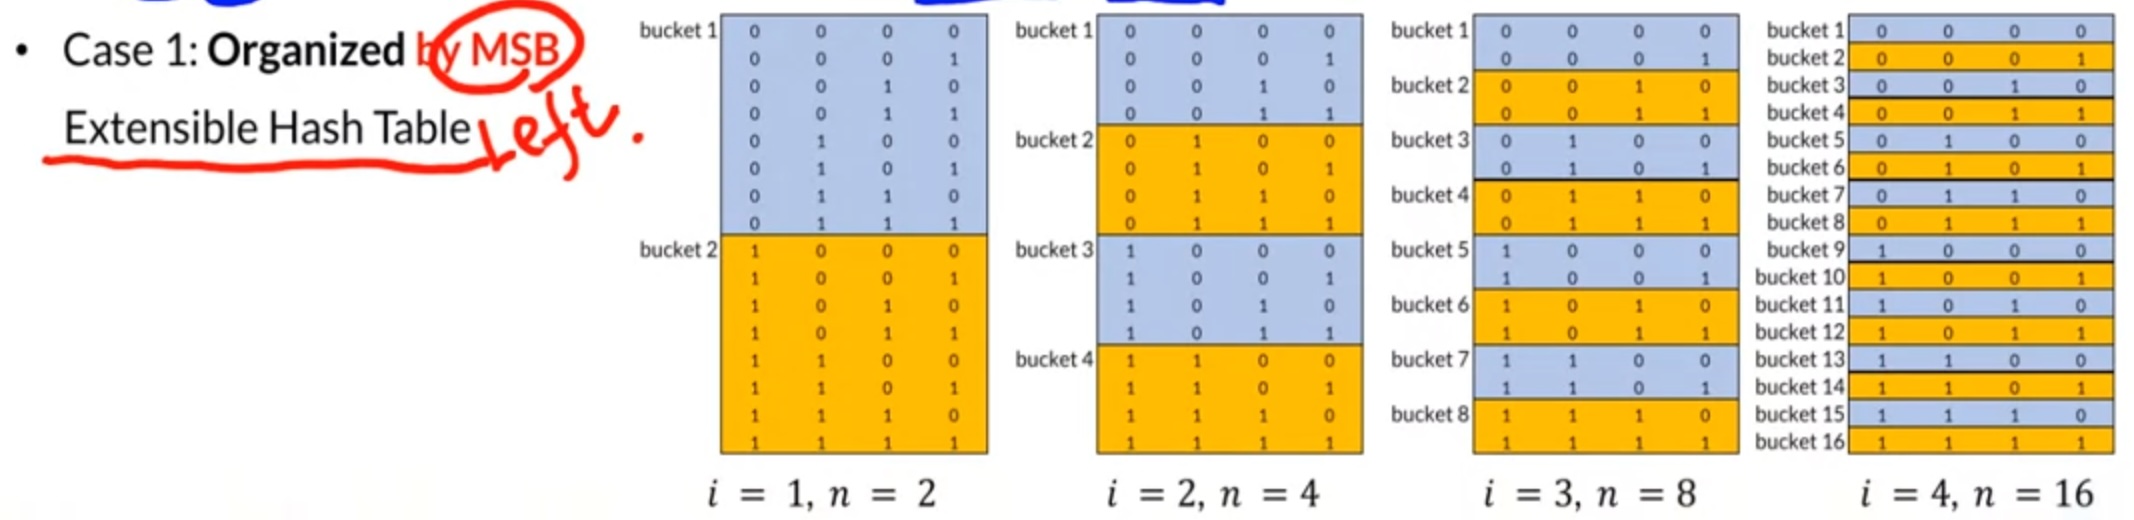 • Case 1: Organized by MSB
Extensible Hash Table Left.
bucket 1 0 0 0 0
0 0 0 1
0 0 1 0
0 0 1 1
0 1 0 0
0 1 0 1
0 1 1 0
0 1 1 1
bucket 2 1 0 0 0
1 0 0 1
1 0 1 0
1 0 1 1
1 1 0 0
1 1 0 1
1 1 1 0
1 1 1 1
i = 1, n = 2
bucket 1 0 0 0 0
0 0 0 1
0 0 1 0
0 0 1 1
bucket 2 0 1 0 0
0 1 0 1
0 1 1 0
0 1 1 1
bucket 3 1 0 0 0
1 0 0 1
1 0 1 0
1 0 1 1
bucket 4 1 1 0 0
1 1 0 1
1 1 1 0
1 1 1 1
i = 2, n = 4
bucket 1 0 0 0 0
0 0 0 1
bucket 2 0 0 1 0
0 0 1 1
bucket 3 0 1 0 0
0 1 0 1
bucket 4 0 1 1 0
0 1 1 1
bucket 5 1 0 0 0
1 0 0 1
bucket 6 1 0 1 0
1 0 1 1
bucket 7 1 1 0 0
1 1 0 1
bucket 8 1 1 1 0
1 1 1 1
i = 3, n = 8
bucket 1 0 0 0 0
bucket 2 0 0 0 1
bucket 3 0 0 1 0
bucket 4 0 0 1 1
bucket 5 0 1 0 0
bucket 6 0 1 0 1
bucket 7 0 1 1 0
bucket 8 0 1 1 1
bucket 9 1 0 0 0
bucket 10 1 0 0 1
bucket 11 1 0 1 0
bucket 12 1 0 1 1
bucket 13 1 1 0 0
bucket 14 1 1 0 1
bucket 15 1 1 1 0
bucket 16 1 1 1 1
i = 4, n = 16